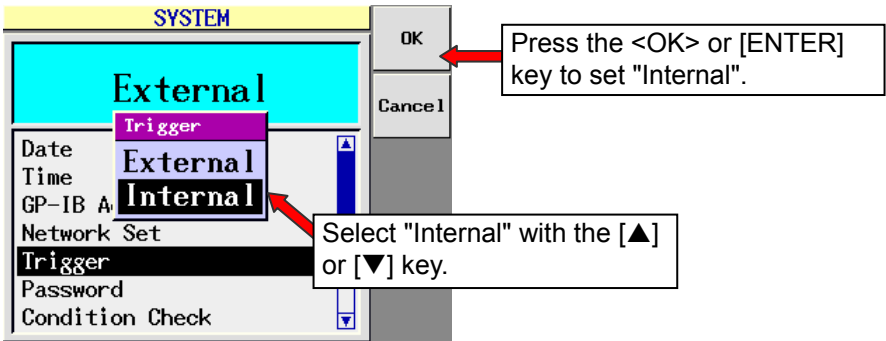 SYSTEM
External
OK
Cancel
Press the <OK> or [ENTER]
key to set "Internal".
Trigger
External
Internal
Date
Time
GP-IB A
Network Set
Trigger
Password
Condition Check
Select "Internal" with the [▲]
or [▼] key.